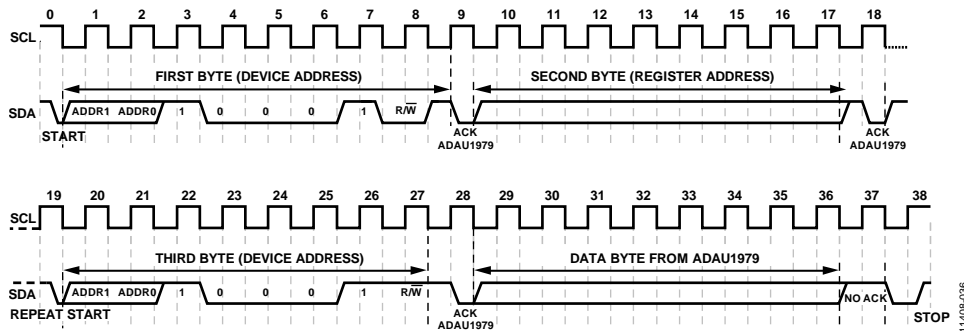 0 1 2 3 4 5 6 7 8 9 10 11 12 13 14 15 16 17 18
SCL
FIRST BYTE (DEVICE ADDRESS) SECOND BYTE (REGISTER ADDRESS)
SDA ADDR1 ADDR0 1 0 0 0 1 R/W
START ACK ADAU1979 ACK ADAU1979
19 20 21 22 23 24 25 26 27 28 29 30 31 32 33 34 35 36 37 38
SCL
THIRD BYTE (DEVICE ADDRESS) DATA BYTE FROM ADAU1979
SDA ADDR1 ADDR0 1 0 0 0 1 R/W NO ACK
REPEAT START ACK ADAU1979 STOP
11408-026